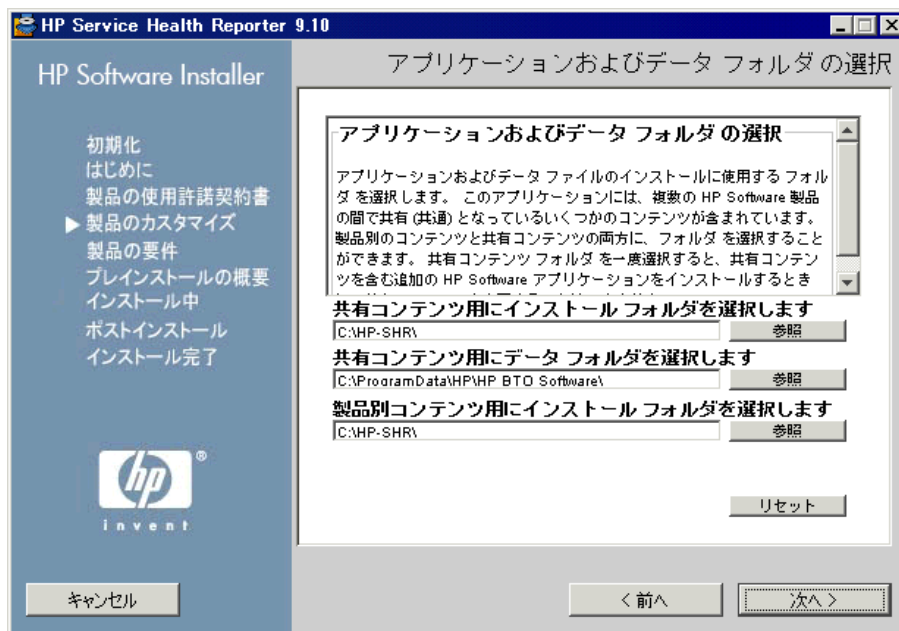 HP Service Health Reporter 9.10
HP Software Installer
アプリケーションおよびデータ フォルダの選択
初期化
はじめに
製品の使用許諾契約書
製品のカスタマイズ
製品の要件
プレインストールの概要
インストール中
ポストインストール
インストール完了
hp
®
invent
アプリケーションおよびデータ フォルダの選択
アプリケーションおよびデータ ファイルのインストールに使用する フォル
ダ を選択し ます。 このアプリケーションには、複数の HP Software 製品
の間で共有 (共通) となっているいくつかのコンテンツが含まれています。
製品別のコンテンツと共有コンテンツの両方に、フォルダ を選択すること
ができます。 共有コンテンツ フォルダ を一度選択すると、共有コンテン
ツを含む追加の HP Software アプリケーションをインストールするとき
共有コンテンツ用にインストール フォルダを選択します
C:\HP-SHR\
参照
共有コンテンツ用にデータ フォルダを選択します
C:\ProgramData\HP\HP BTO Software\
参照
製品別コンテンツ用にインストール フォルダを選択します
C:\HP-SHR\
参照
リセット
キャンセル
< 前へ
次へ >